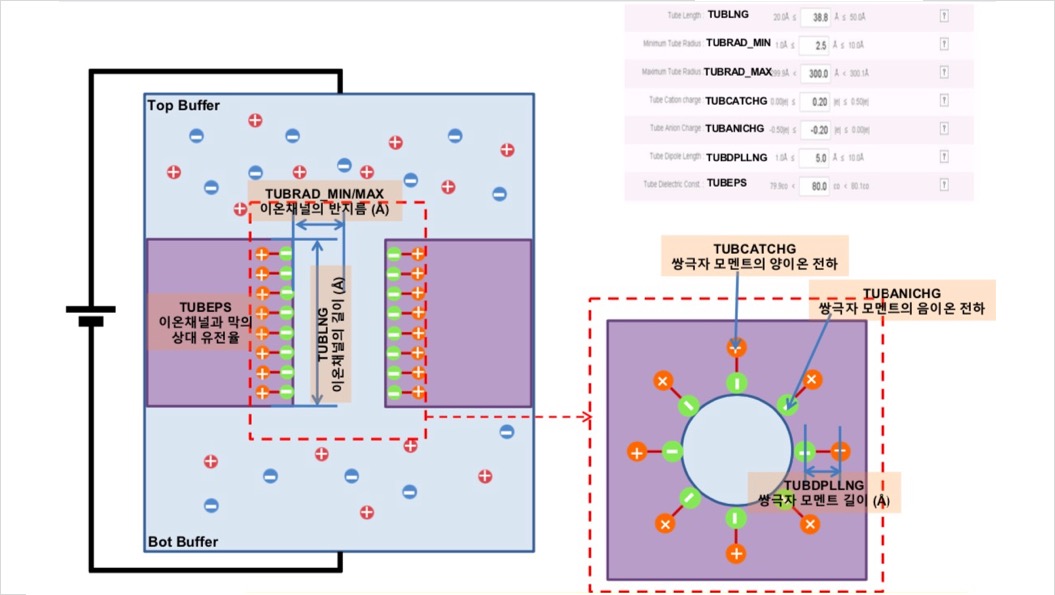 Tube Length : TUBLNG 20.0Å ≤ 38.8 Å ≤ 50.0Å ?
Minimum Tube Radius : TUBRAD_MIN 1.0Å ≤ 2.5 Å ≤ 10.0Å ?
Maximum Tube Radius : TUBRAD_MAX 99.9Å < 300.0 Å < 300.1Å ?
Tube Cation charge : TUBCATCHG 0.00|e| ≤ 0.20 |e| ≤ 0.50|e| ?
Tube Anion Charge : TUBANICHG -0.50|e| ≤ -0.20 |e| ≤ 0.00|e| ?
Tube Dipole Length : TUBDPLLNG 1.0Å ≤ 5.0 Å ≤ 10.0Å ?
Tube Dielectric Const. : TUBEPS 79.9 < 80.0 < 80.1 ?
Top Buffer
TUBRAD_MIN/MAX
이온채널의 반지름 (Å)
TUBEPS
이온채널과 막의
상대 유전율
TUBLNG
이온채널의 길이 (Å)
Bot Buffer
TUBCATCHG
쌍극자 모멘트의 양이온 전하
TUBANICHG
쌍극자 모멘트의 음이온 전하
TUBDPLLNG
쌍극자 모멘트 길이 (Å)